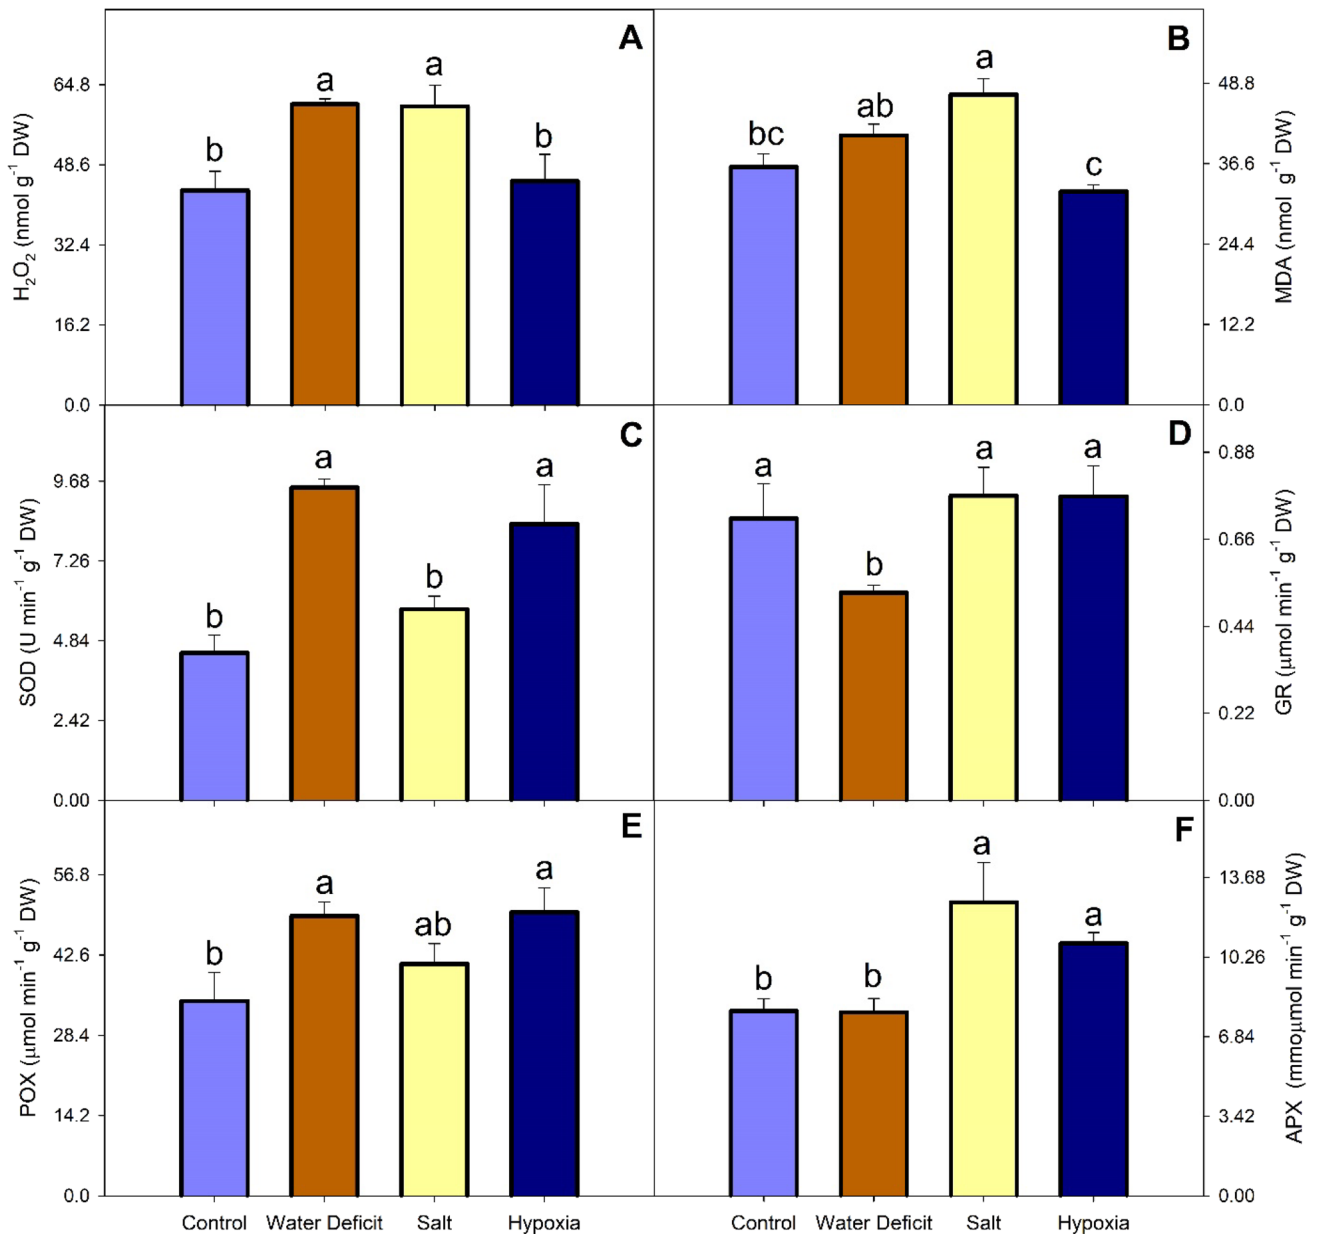 A
H₂O₂ (nmol g⁻¹ DW)
64.8
48.6
32.4
16.2
0.0
b
a
a
b
B
MDA (nmol g⁻¹ DW)
48.8
36.6
24.4
12.2
0.0
bc
ab
a
c
C
SOD (U min⁻¹ g⁻¹ DW)
9.68
7.26
4.84
2.42
0.00
b
a
b
a
D
GR (μmol min⁻¹ g⁻¹ DW)
0.88
0.66
0.44
0.22
0.00
a
b
a
a
E
POX (μmol min⁻¹ g⁻¹ DW)
56.8
42.6
28.4
14.2
0.0
b
a
ab
a
Control Water Deficit Salt Hypoxia
F
APX (mmoμmol min⁻¹ g⁻¹ DW)
13.68
10.26
6.84
3.42
0.00
b
b
a
a
Control Water Deficit Salt Hypoxia